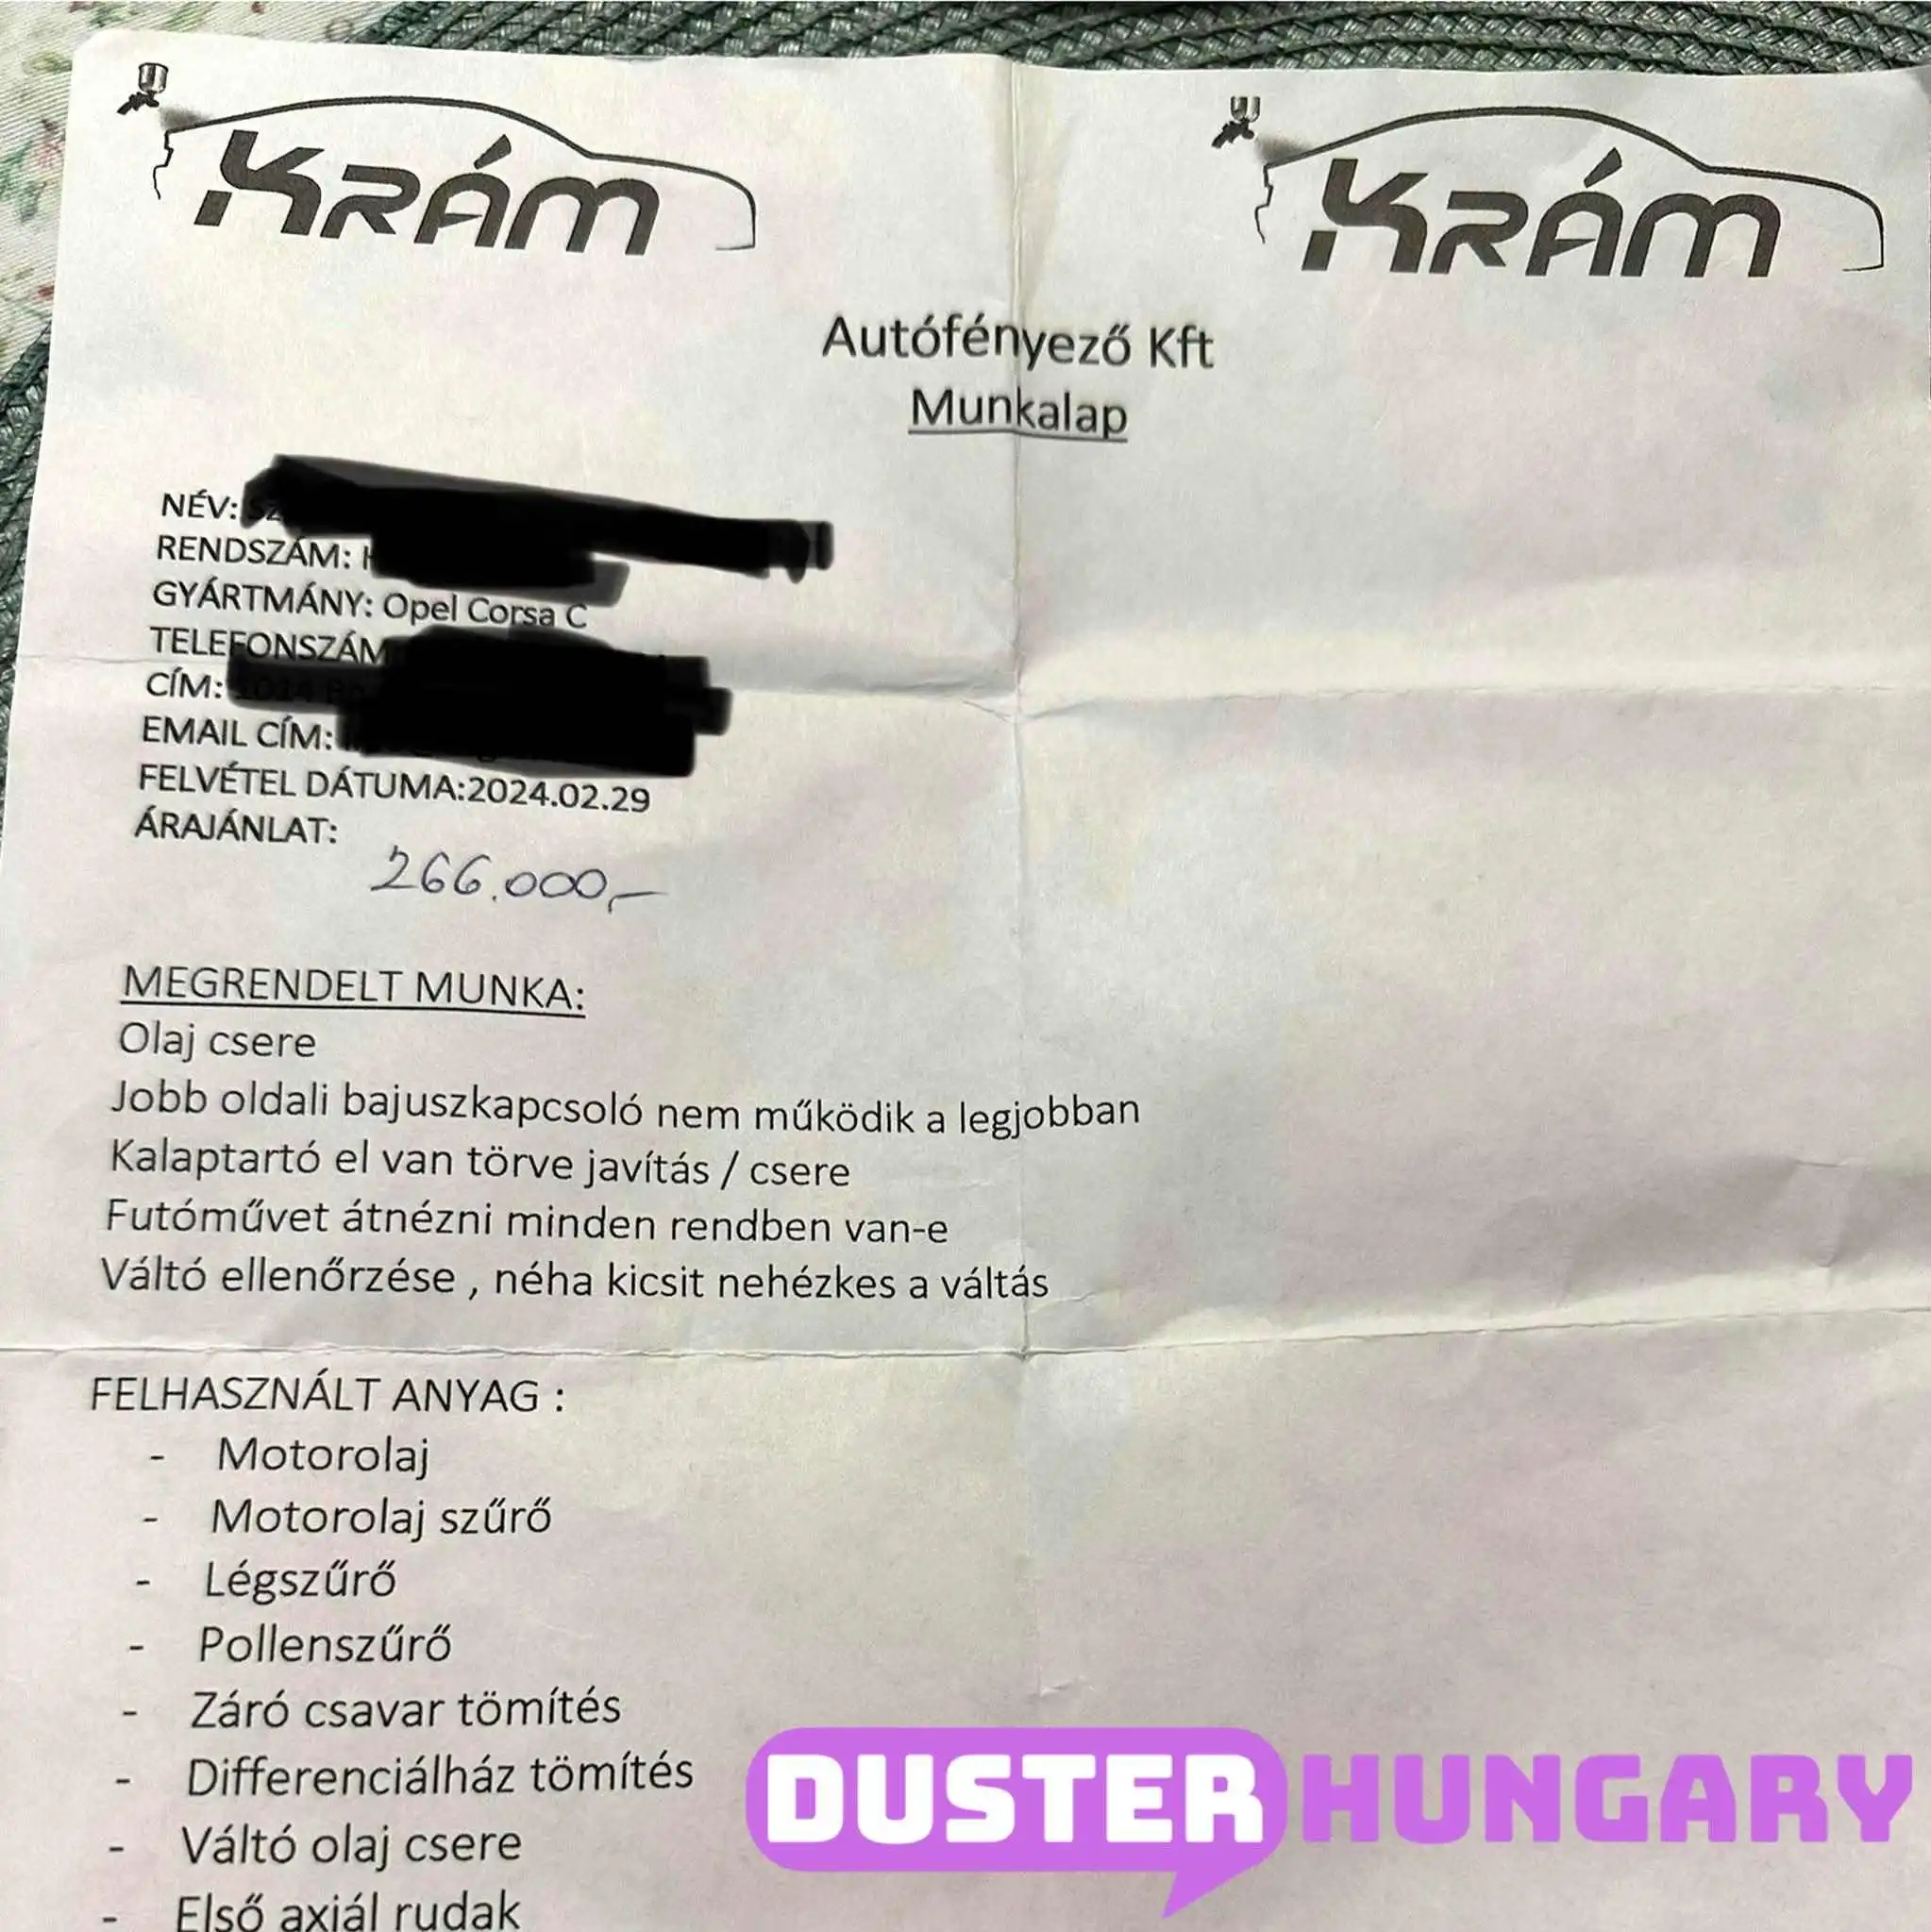 KRÁM KRÁM
Autófényező Kft
Munkalap
NÉV:
RENDSZÁM:
GYÁRTMÁNY: Opel Corsa C
TELEFONSZÁM
CÍM:
EMAIL CÍM:
FELVÉTEL DÁTUMA:2024.02.29
ÁRAJÁNLAT:
266.000,-
MEGRENDELT MUNKA:
Olaj csere
Jobb oldali bajuszkapcsoló nem működik a legjobban
Kalaptartó el van törve javítás / csere
Futóművet átnézni minden rendben van-e
Váltó ellenőrzése , néha kicsit nehézkes a váltás
FELHASZNÁLT ANYAG :
- Motorolaj
- Motorolaj szűrő
- Légszűrő
- Pollenszűrő
- Záró csavar tömítés
- Differenciálház tömítés
- Váltó olaj csere
- Első axiál rudak
DUSTER HUNGARY